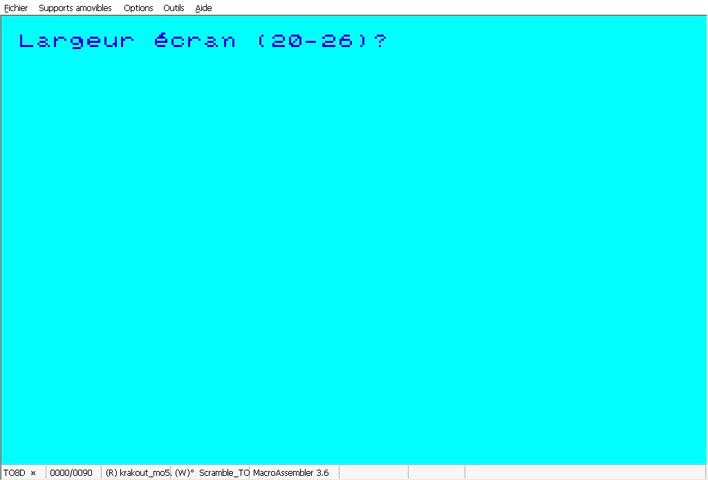 Fichier Supports amovibles Options Outils Aide
Largeur écran (20-26)?
TO8D × 0000/0090 (R) krakout_mo5, (W)* Scramble_TO MacroAssembler 3.6